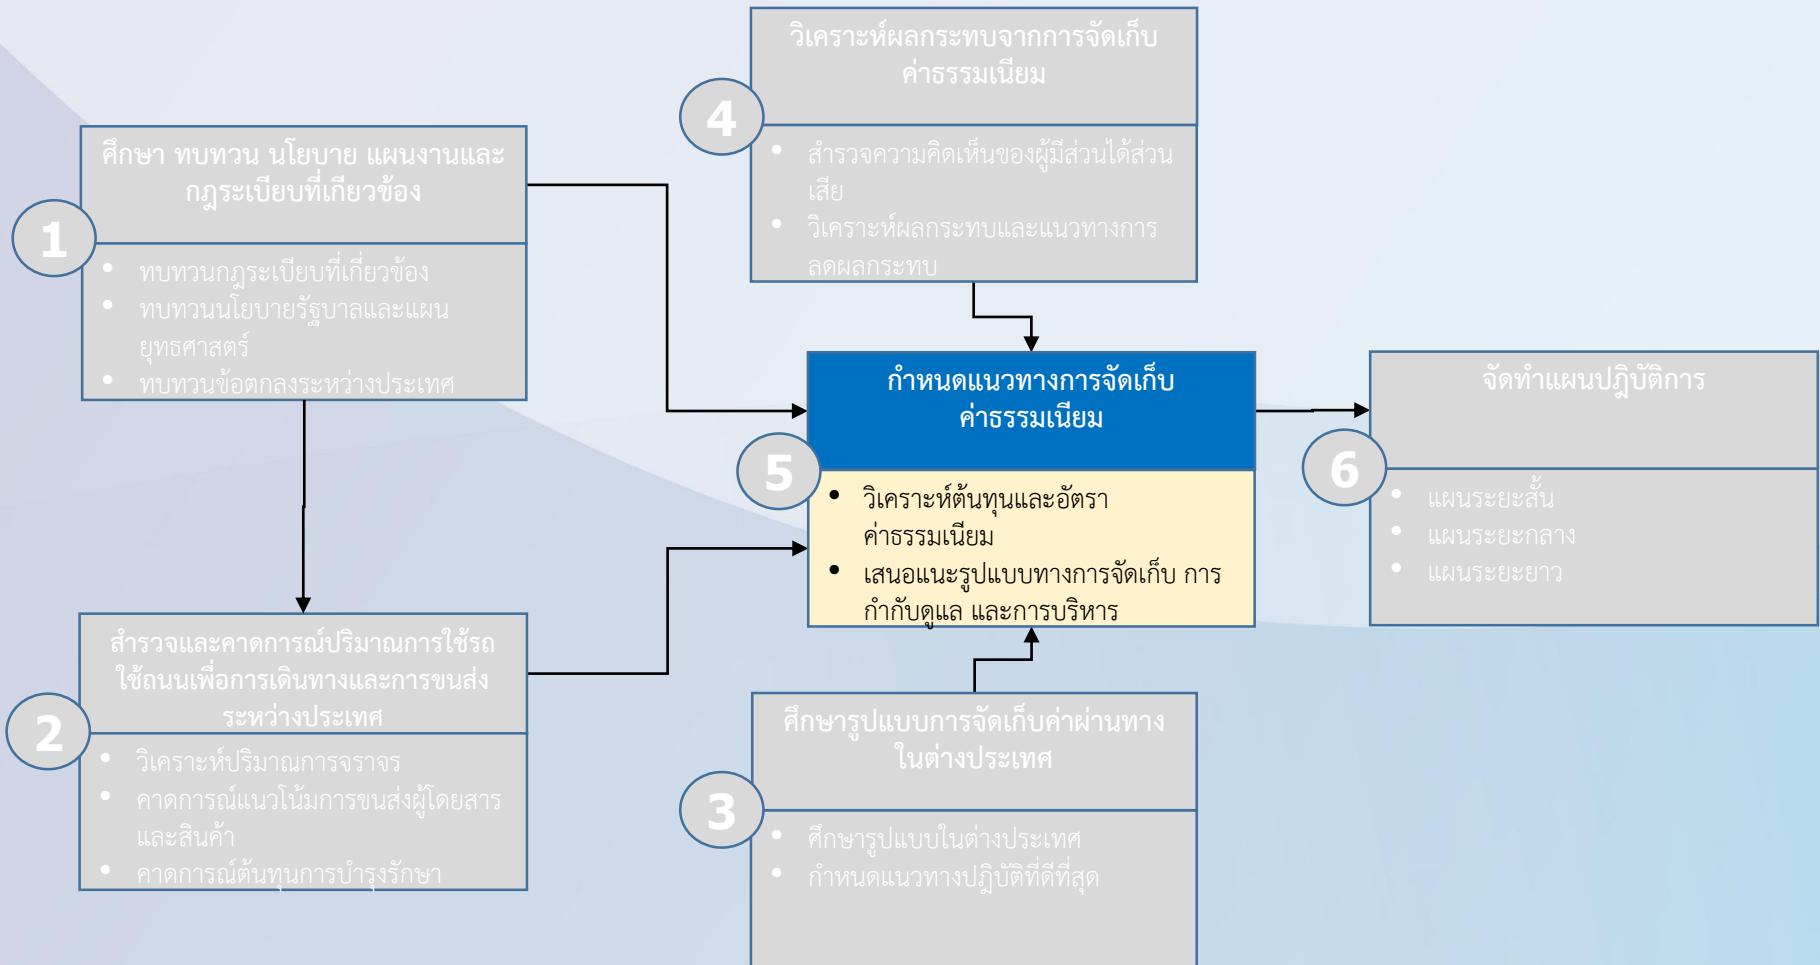 วิเคราะห์ผลกระทบจากการจัดเก็บ
ค่าธรรมเนียม
4
• สำรวจความคิดเห็นของผู้มีส่วนได้ส่วน
เสีย
• วิเคราะห์ผลกระทบและแนวทางการ
ลดผลกระทบ
ศึกษา ทบทวน นโยบาย แผนงานและ
กฎระเบียบที่เกียวข้อง
1
• ทบทวนกฎระเบียบที่เกี่ยวข้อง
• ทบทวนนโยบายรัฐบาลและแผน
ยุทธศาสตร์
• ทบทวนข้อตกลงระหว่างประเทศ
กำหนดแนวทางการจัดเก็บ
ค่าธรรมเนียม
5
• วิเคราะห์ต้นทุนและอัตรา
ค่าธรรมเนียม
• เสนอแนะรูปแบบทางการจัดเก็บ การ
กำกับดูแล และการบริหาร
จัดทำแผนปฏิบัติการ
6
• แผนระยะสั้น
• แผนระยะกลาง
• แผนระยะยาว
สำรวจและคาดการณ์ปริมาณการใช้รถ
ใช้ถนนเพื่อการเดินทางและการขนส่ง
ระหว่างประเทศ
2
• วิเคราะห์ปริมาณการจราจร
• คาดการณ์แนวโน้มการขนส่งผู้โดยสาร
และสินค้า
• คาดการณ์ต้นทุนการบำรุงรักษา
ศึกษารูปแบบการจัดเก็บค่าผ่านทาง
ในต่างประเทศ
3
• ศึกษารูปแบบในต่างประเทศ
• กำหนดแนวทางปฏิบัติที่ดีที่สุด